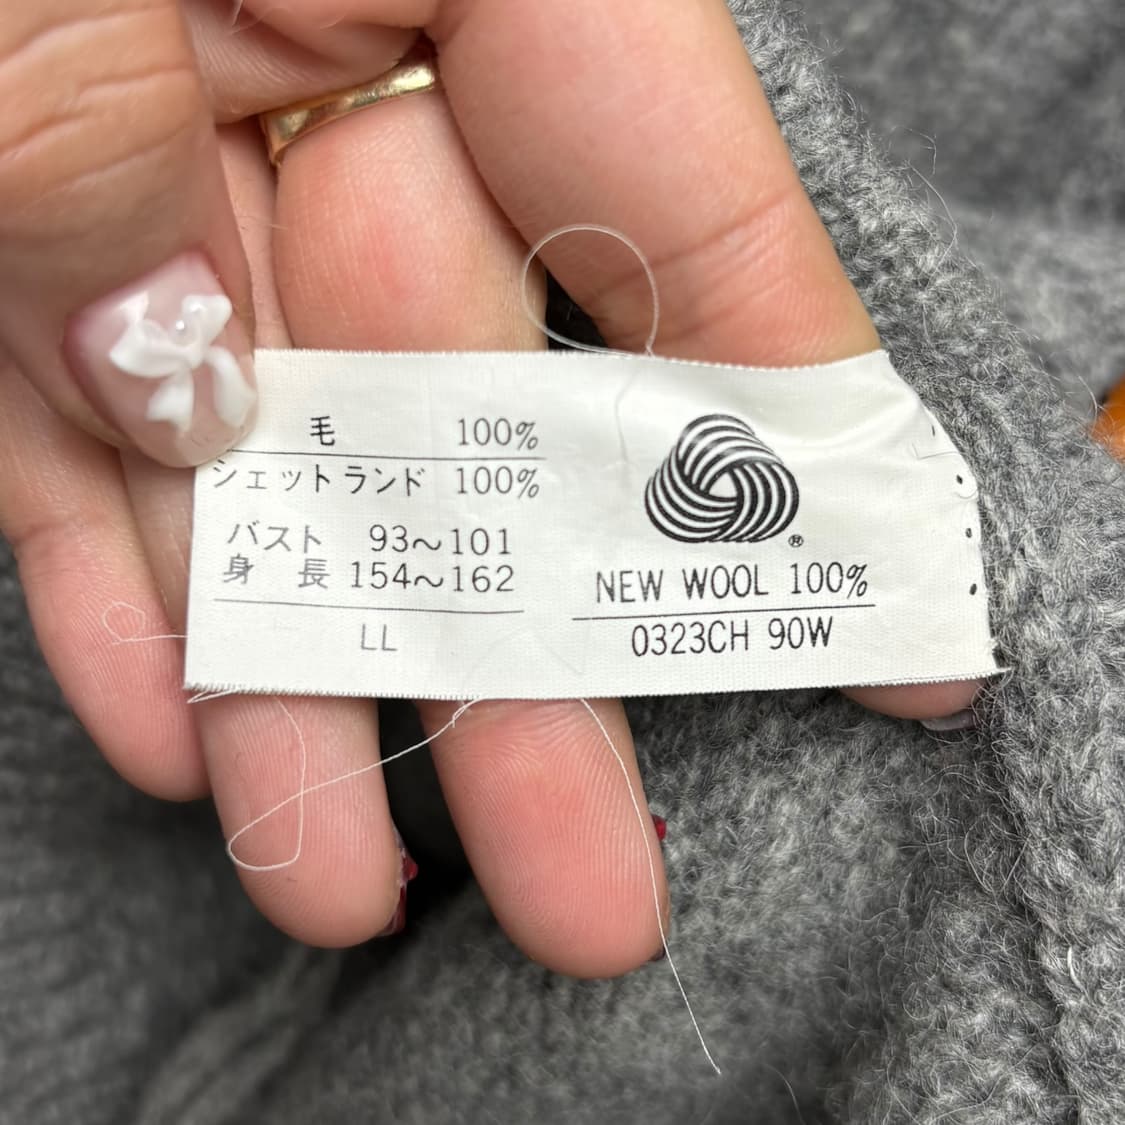 毛 100%
シェットランド 100%
バスト 93～101
身長 154～162
LL
®
NEW WOOL 100%
0323CH 90W